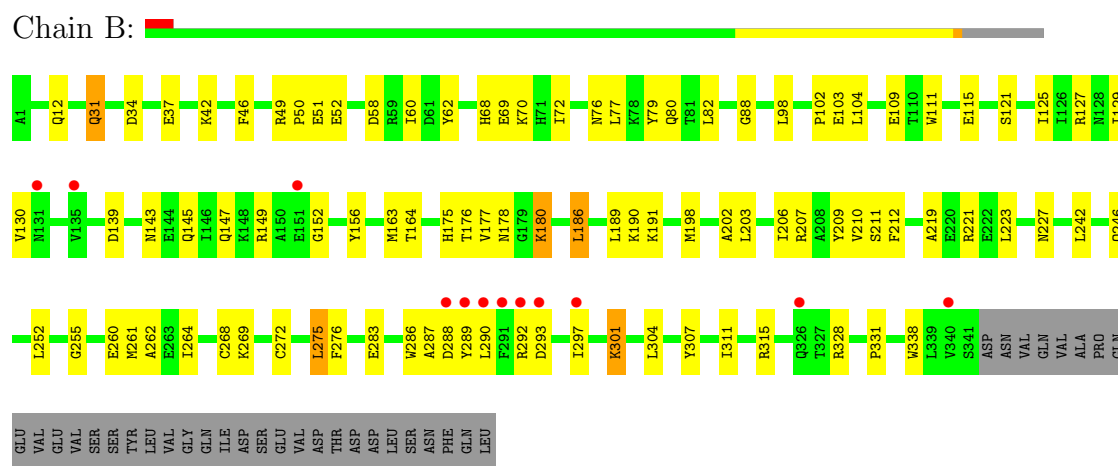 Chain B:
A1 Q12 Q31 D34 E37 K42 F46 R49 P50 E51 E52 D58 R59 I60 D61 Y62 H68 E69 K70 H71 I72 N76 L77 K78 Y79 Q80 T81 L82 G88 L98 P102 E103 L104 E109 T110 W111 E115 S121 I125 I126 R127 N128 I129
V130 N131 V135 D139 N143 E144 Q145 I146 Q147 K148 R149 A150 E151 G152 Y156 M163 T164 H175 T176 V177 N178 G179 K180 L186 L189 K190 K191 M198 A202 L203 I206 R207 A208 Y209 V210 S211 F212 A219 E220 R221 E222 L223 N227 L242 Q246
L252 G255 E260 M261 A262 E263 I264 C268 K269 C272 L275 F276 E283 W286 A287 D288 Y289 L290 F291 R292 D293 I297 K301 L304 Y307 I311 R315 Q326 T327 R328 P331 W338 L339 V340 S341 ASP ASN VAL GLN VAL ALA PRO GLN
GLU VAL GLU VAL SER SER TYR LEU VAL GLY GLN ILE ASP SER GLU VAL ASP THR ASP ASP LEU SER ASN PHE GLN LEU